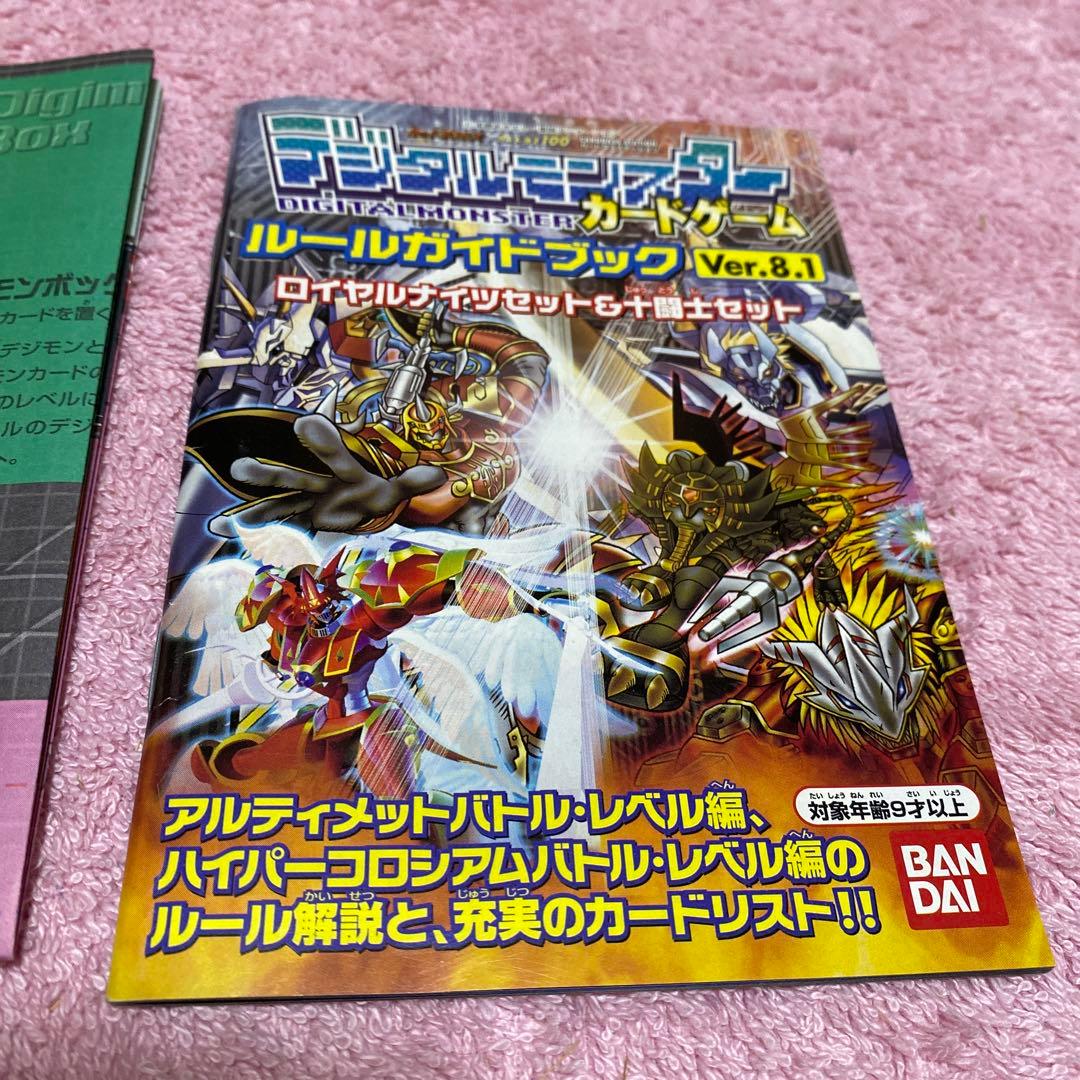 Digim
Box
モンボック
カードを置く
デジモンと
モンカードの
のレベルに
ルのデジ
デジタルモンスター
DIGITALMONSTER
カードゲーム
ルールガイドブック Ver.8.1
ロイヤルナイツセット&十闘士セット
アルティメットバトル・レベル編、
ハイパーコロシアムバトル・レベル編の
ルール解説と、充実のカードリスト!!
対象年齢9才以上
BAN
DAI